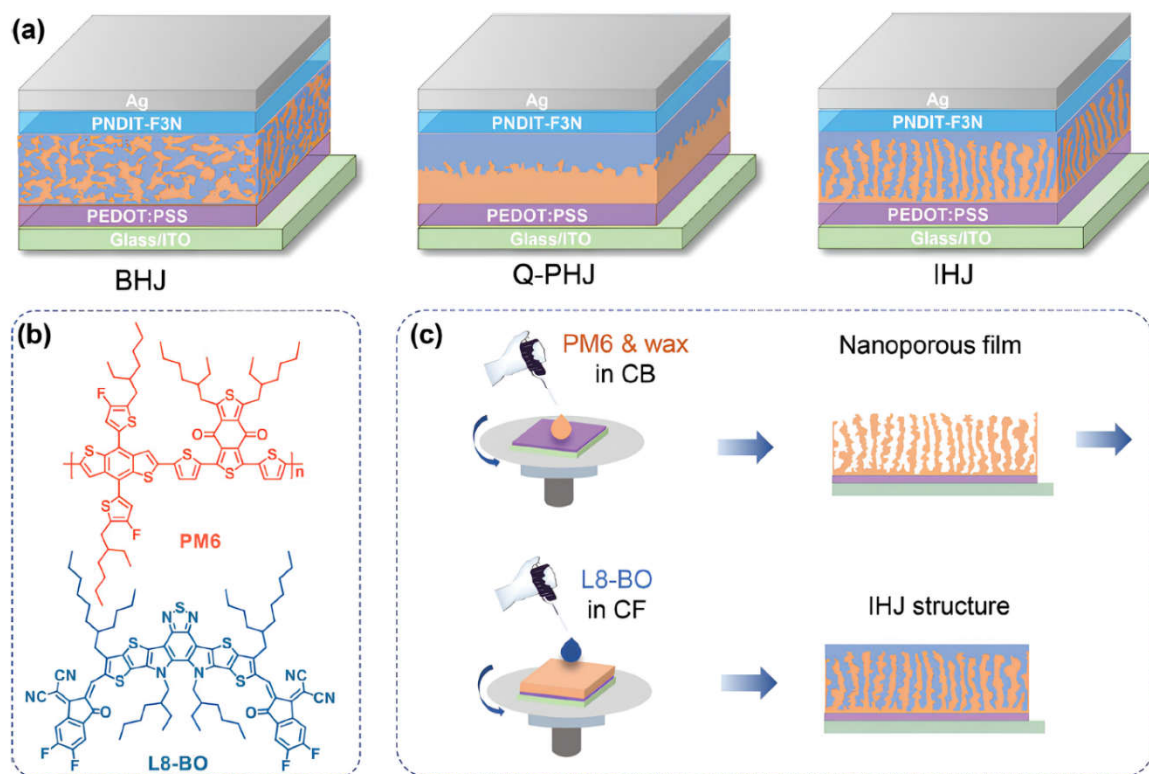 (a)
Ag
PNDIT-F3N
PEDOT:PSS
Glass/ITO
BHJ
Ag
PNDIT-F3N
PEDOT:PSS
Glass/ITO
Q-PHJ
Ag
PNDIT-F3N
PEDOT:PSS
Glass/ITO
IHJ
(b)
F
S
S
S
O
O
S
S
S
S
S
n
S
F
PM6
S
N
N
S
S
S
S
N
N
CN
CN
O
F
F
NC
CN
O
F
F
L8-BO
(c)
PM6 & wax
in CB
Nanoporous film
L8-BO
in CF
IHJ structure